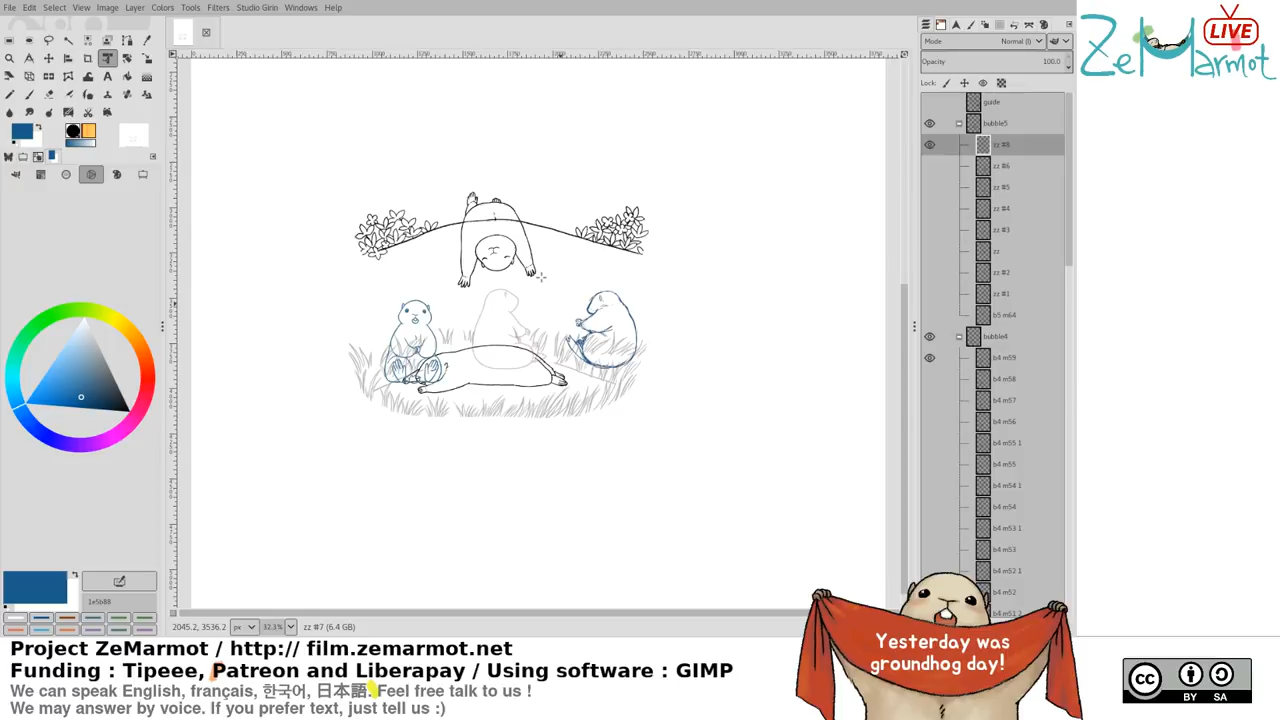 File Edit Select View Image Layer Colors Tools Filters Studio Girin Windows Help
LIVE
ZeMarmot
Mode Normal (l)
Opacity 100.0
Lock:
guide
bubble5
zz #8
zz #6
zz #5
zz #4
zz #3
zz
zz #2
zz #1
b5 m64
bubble4
b4 m59
b4 m58
b4 m57
b4 m56
b4 m55 1
b4 m55
b4 m54 1
b4 m54
b4 m53 1
b4 m53
b4 m52 1
b4 m52
b4 m51 2
1e5b88
2045.2, 3536.2 px 32.3% zz #7 (6.4 GB)
Project ZeMarmot / http:// film.zemarmot.net
Funding : Tipeee, Patreon and Liberapay / Using software : GIMP
We can speak English, français, 한국어, 日本語. Feel free talk to us !
We may answer by voice. If you prefer text, just tell us :)
Yesterday was
groundhog day!
cc
BY SA